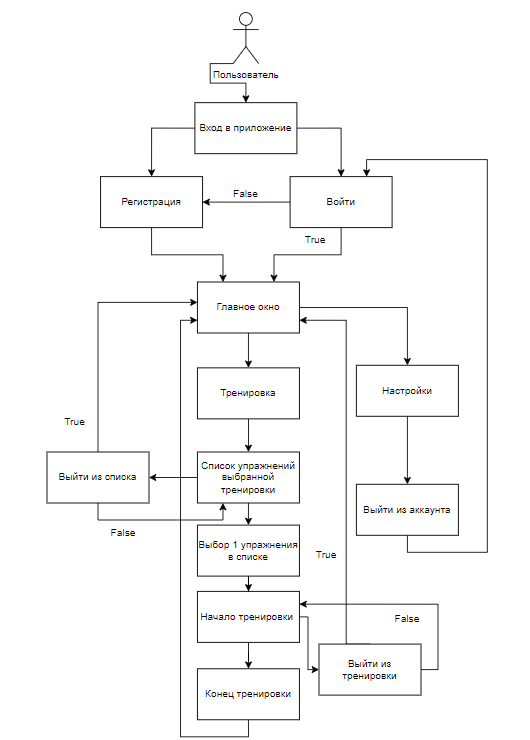 Пользователь
Вход в приложение
Регистрация
False
Войти
True
Главное окно
Тренировка
Настройки
True
Выйти из списка
Список упражнений
выбранной
тренировки
Выйти из аккаунта
False
Выбор 1 упражнения
в списке
True
Начало тренировки
False
Выйти из
тренировки
Конец тренировки